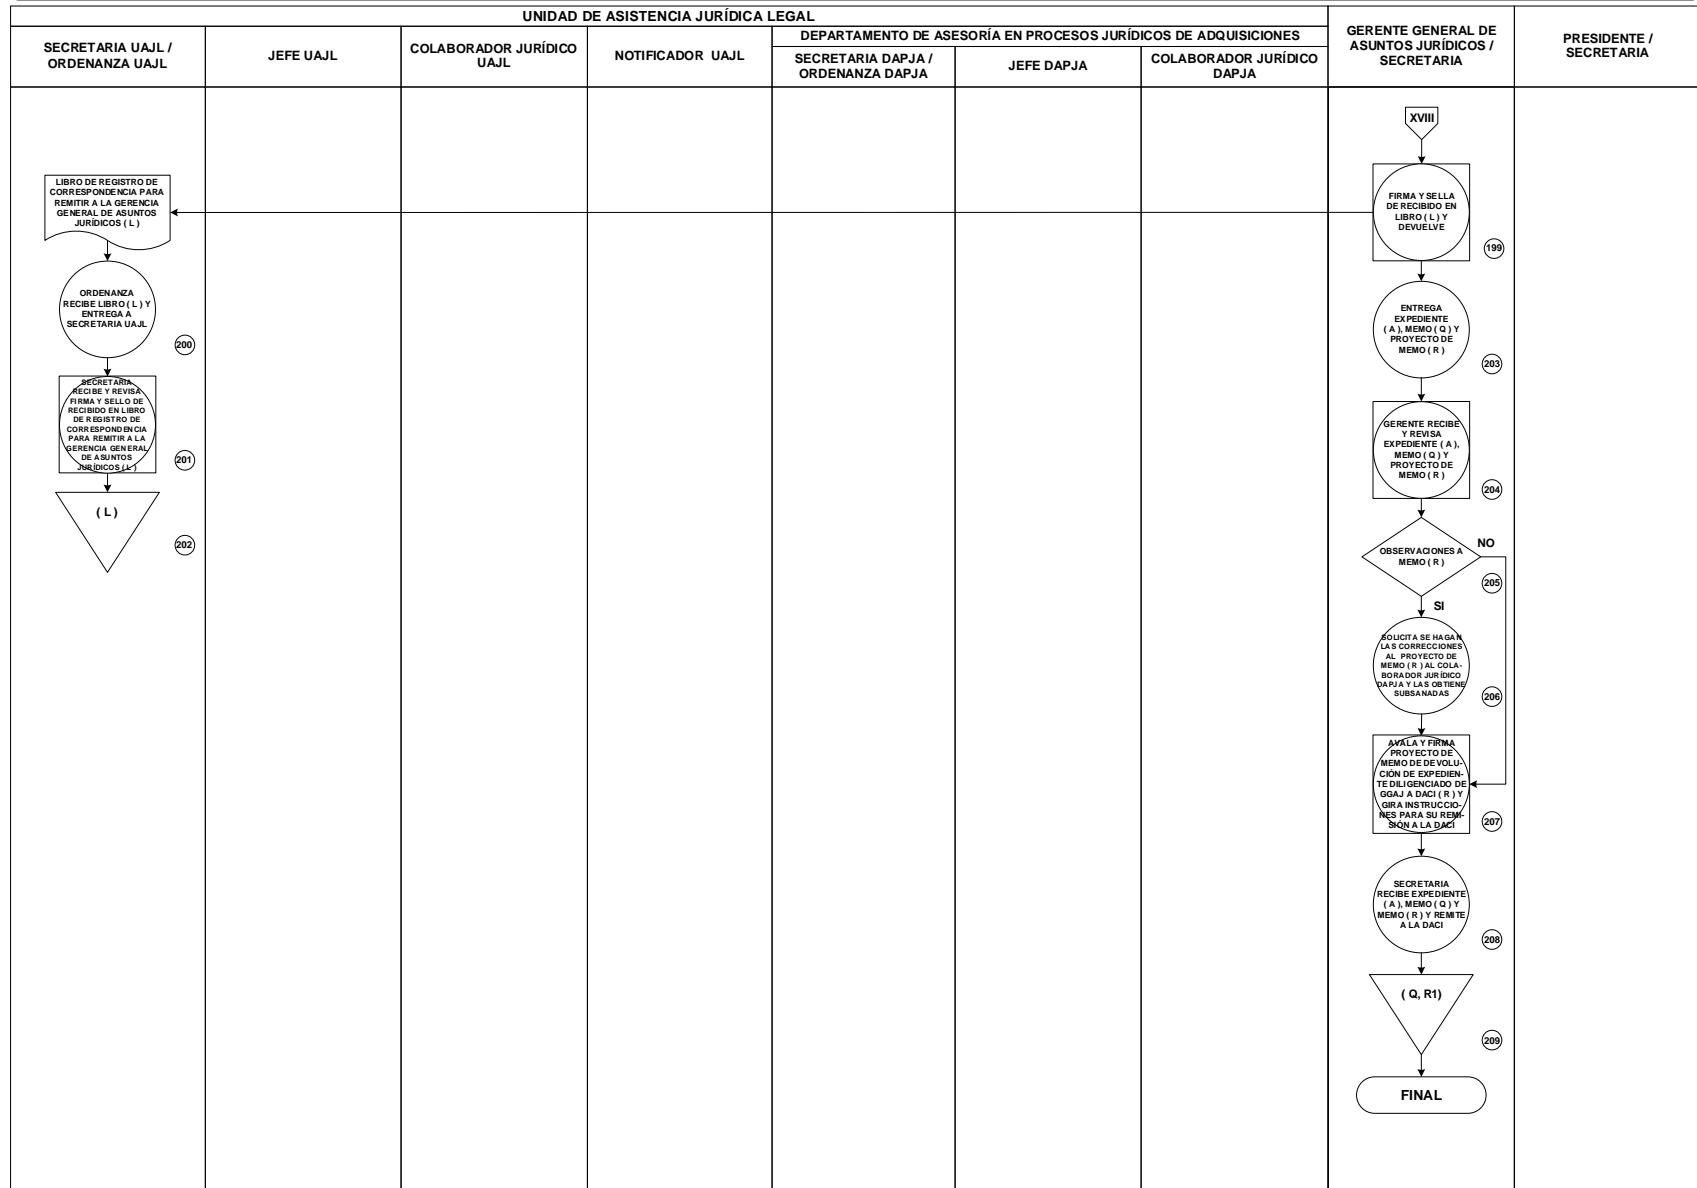 UNIDAD DE ASISTENCIA JURÍDICA LEGAL
SECRETARIA UAJL /
ORDENANZA UAJL
JEFE UAJL
COLABORADOR JURÍDICO
UAJL
NOTIFICADOR UAJL
DEPARTAMENTO DE ASESORÍA EN PROCESOS JURÍDICOS DE ADQUISICIONES
SECRETARIA DAPJA /
ORDENANZA DAPJA
JEFE DAPJA
COLABORADOR JURÍDICO
DAPJA
GERENTE GENERAL DE
ASUNTOS JURÍDICOS /
SECRETARIA
PRESIDENTE /
SECRETARIA
LIBRO DE REGISTRO DE
CORRESPONDENCIA PARA
REMITIR A LA GERENCIA
GENERAL DE ASUNTOS
JURÍDICOS ( L )
ORDENANZA
RECIBE LIBRO ( L ) Y
ENTREGA A
SECRETARIA UAJL
200
SECRETARIA
RECIBE Y REVISA
FIRMA Y SELLO DE
RECIBIDO EN LIBRO
DE REGISTRO DE
CORRESPONDENCIA
PARA REMITIR A LA
GERENCIA GENERAL
DE ASUNTOS
JURÍDICOS ( L )
201
( L )
202
XVIII
FIRMA Y SELLA
DE RECIBIDO EN
LIBRO ( L ) Y
DEVUELVE
199
ENTREGA
EXPEDIENTE
( A ), MEMO ( Q ) Y
PROYECTO DE
MEMO ( R )
203
GERENTE RECIBE
Y REVISA
EXPEDIENTE ( A ),
MEMO ( Q ) Y
PROYECTO DE
MEMO ( R )
204
OBSERVACIONES A
MEMO ( R )
NO
205
SI
SOLICITA SE HAGAN
LAS CORRECCIONES
AL PROYECTO DE
MEMO ( R ) AL COLA-
BORADOR JURÍDICO
DAPJA Y LAS OBTIENE
SUBSANADAS
206
AVALA Y FIRMA
PROYECTO DE
MEMO DE DEVOLU-
CIÓN DE EXPEDIEN-
TE DILIGENCIADO DE
GGAJ A DACI ( R ) Y
GIRA INSTRUCCIO-
NES PARA SU REMI-
SIÓN A LA DACI
207
SECRETARIA
RECIBE EXPEDIENTE
( A ), MEMO ( Q ) Y
MEMO ( R ) Y REMITE
A LA DACI
208
( Q, R1)
209
FINAL